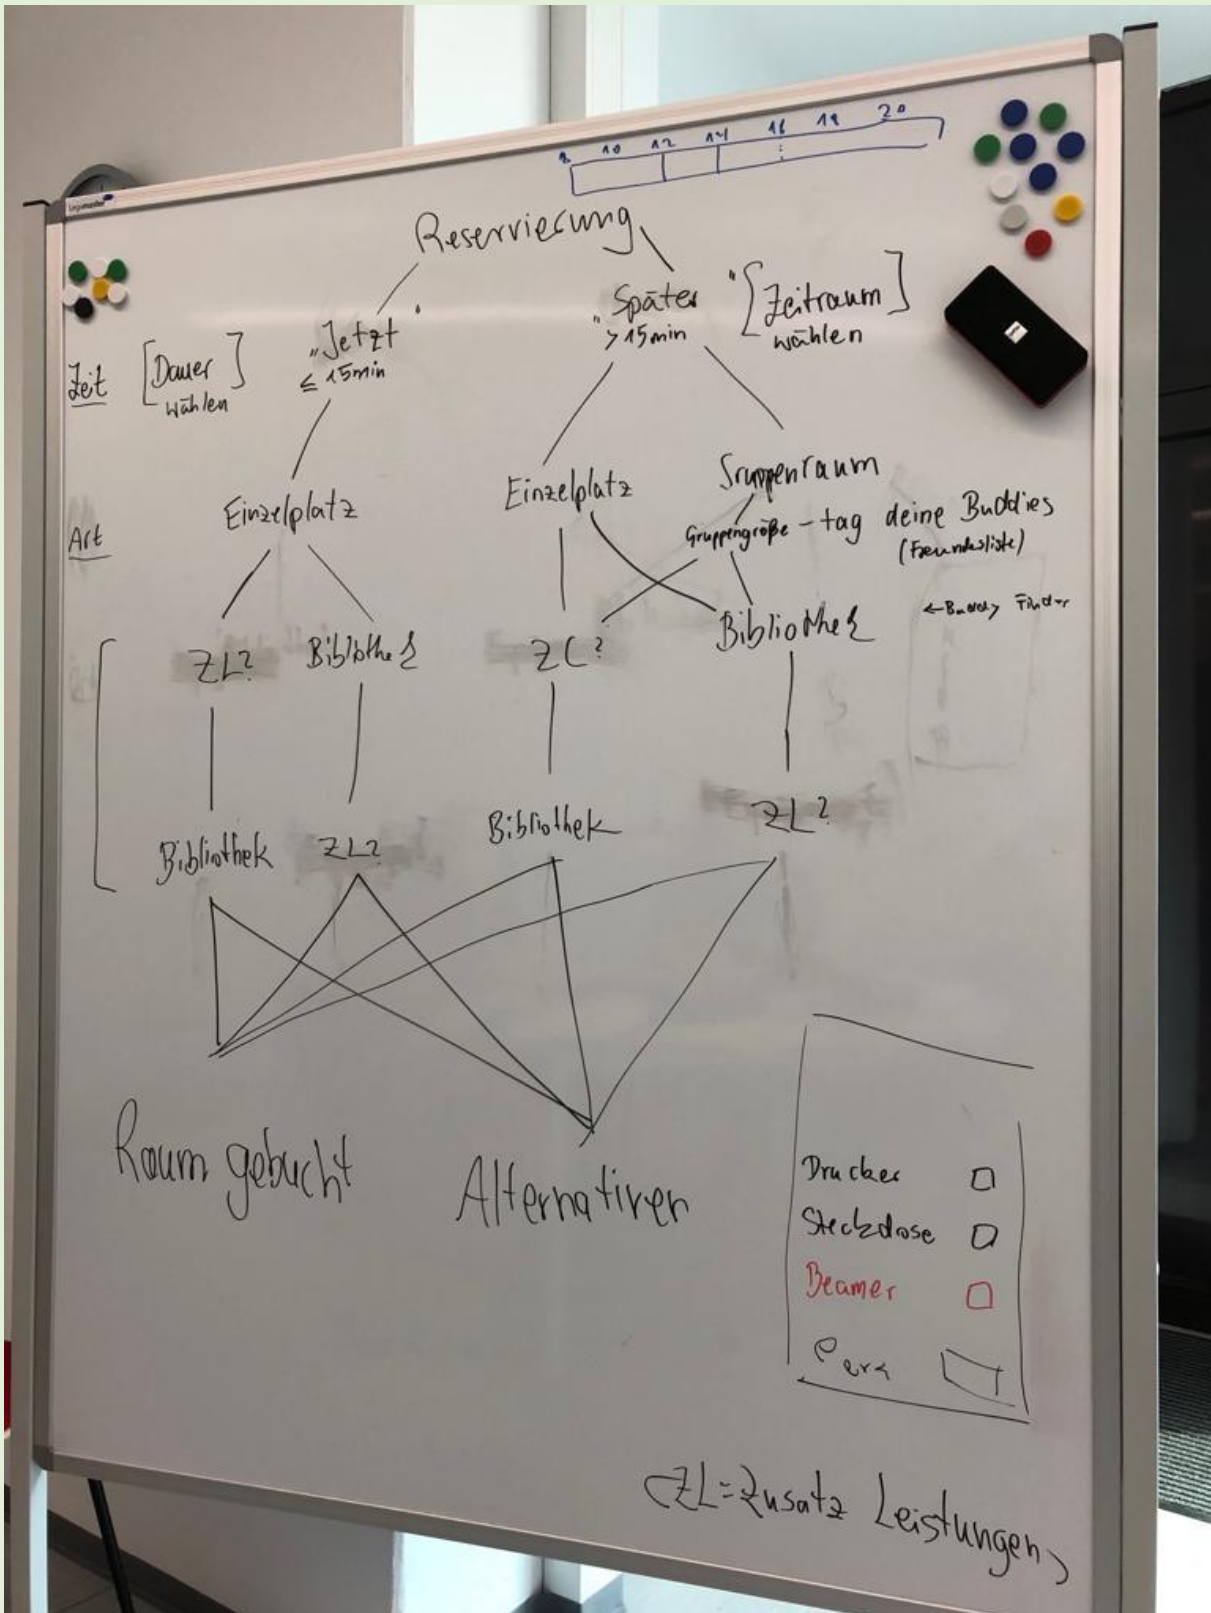 8 10 12 14 16 18 20
Legamaster
Reservierung
"Jetzt"
≤ 15min
"Später"
> 15min
[Zeitraum]
wählen
Zeit
[Dauer]
wählen
Art
Einzelplatz
Einzelplatz
Gruppenraum
Gruppengröße - tag deine Buddies
(Freundesliste)
ZL?
Bibliothek
ZL?
Bibliothek
← Buddy Finder
Bibliothek
ZL?
Bibliothek
ZL?
Raum gebucht
Alternativen
Drucker
Steckdose
Beamer
(ZL = Zusatz Leistungen)